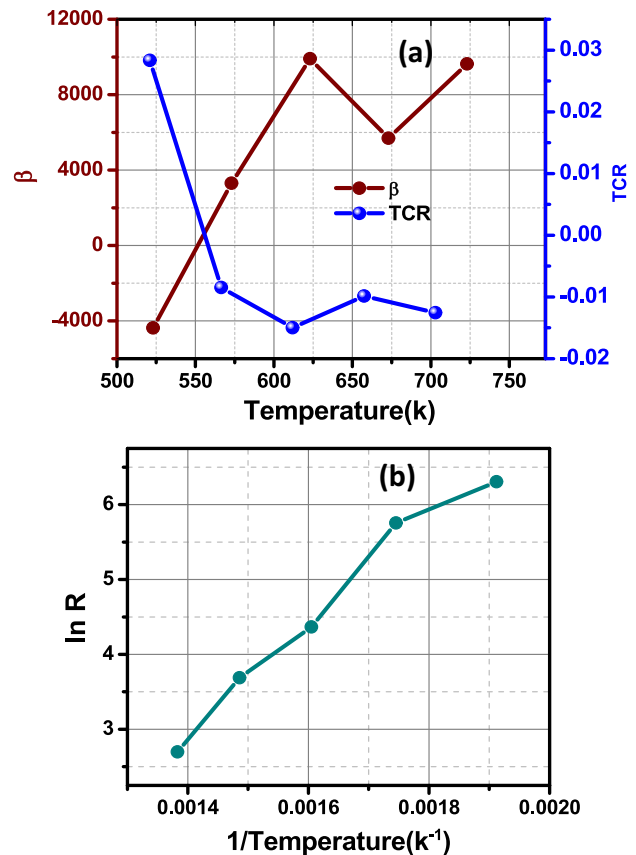 (a)
12000
8000
4000
0
-4000
β
0.03
0.02
0.01
0.00
-0.01
-0.02
TCR
β
TCR
500 550 600 650 700 750
Temperature(k)
(b)
6
5
4
3
ln R
0.0014 0.0016 0.0018 0.0020
1/Temperature(k⁻¹)